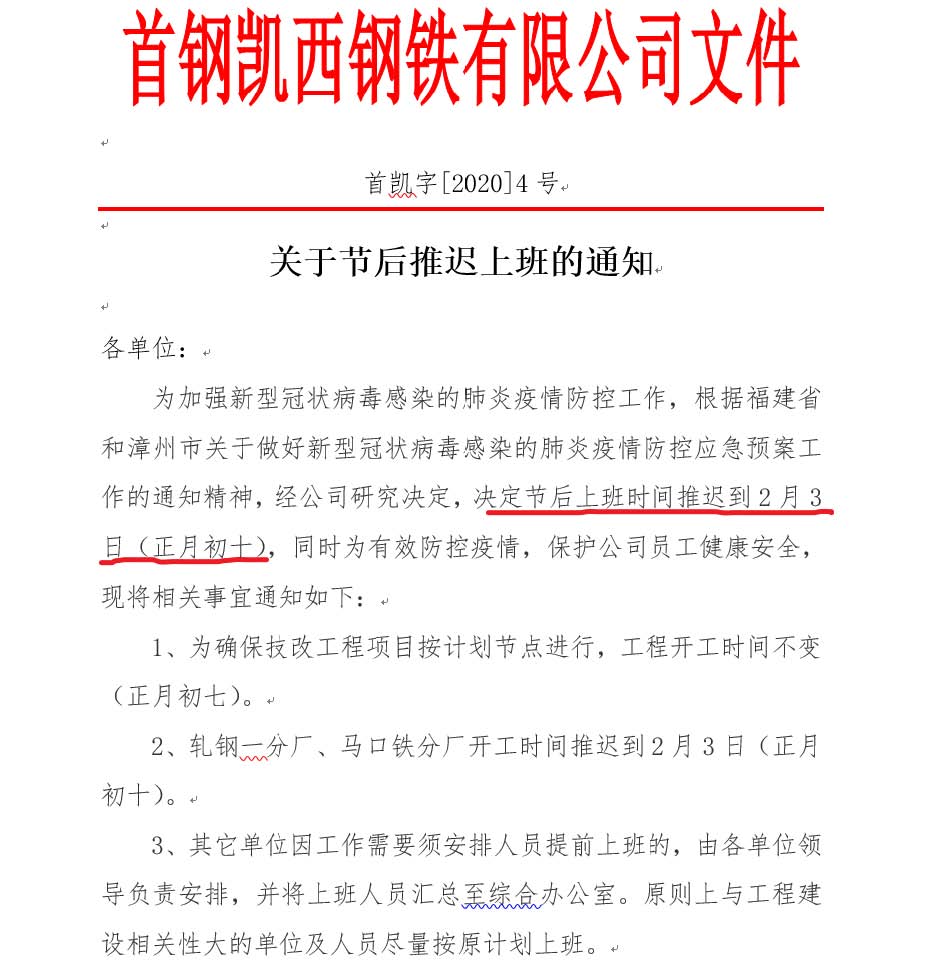 首钢凯西钢铁有限公司文件
首凯字[2020]4 号
关于节后推迟上班的通知
各单位：
为加强新型冠状病毒感染的肺炎疫情防控工作，根据福建省
和漳州市关于做好新型冠状病毒感染的肺炎疫情防控应急预案工
作的通知精神，经公司研究决定，决定节后上班时间推迟到 2 月 3
日（正月初十），同时为有效防控疫情，保护公司员工健康安全，
现将相关事宜通知如下：
1、为确保技改工程项目按计划节点进行，工程开工时间不变
（正月初七）。
2、轧钢一分厂、马口铁分厂开工时间推迟到 2 月 3 日（正月
初十）。
3、其它单位因工作需要须安排人员提前上班的，由各单位领
导负责安排，并将上班人员汇总至综合办公室。原则上与工程建
设相关性大的单位及人员尽量按原计划上班。